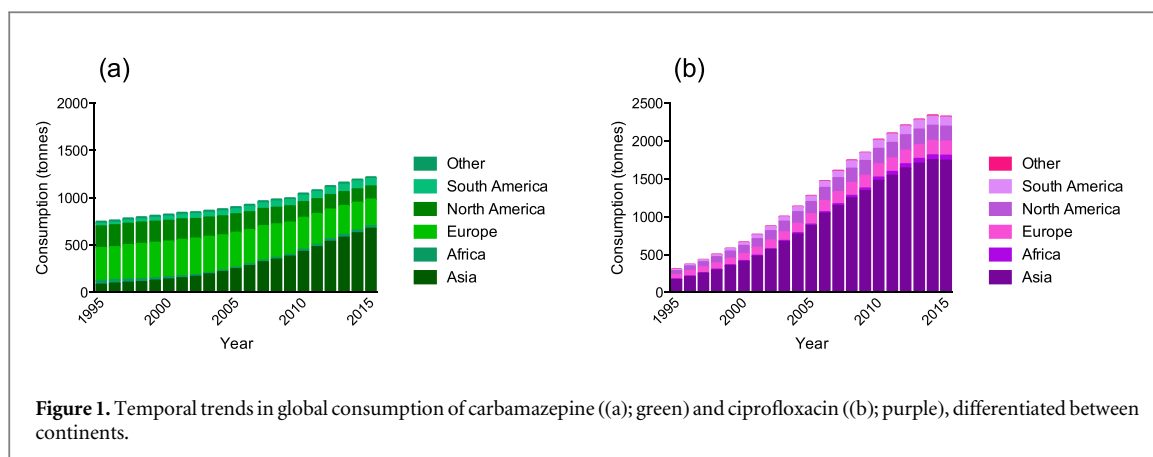 (a)
Consumption (tonnes)
2000
1500
1000
500
0
1995
2000
2005
2010
2015
Year
Other
South America
North America
Europe
Africa
Asia
(b)
Consumption (tonnes)
2500
2000
1500
1000
500
0
1995
2000
2005
2010
2015
Year
Other
South America
North America
Europe
Africa
Asia
Figure 1. Temporal trends in global consumption of carbamazepine ((a); green) and ciprofloxacin ((b); purple), differentiated between
continents.